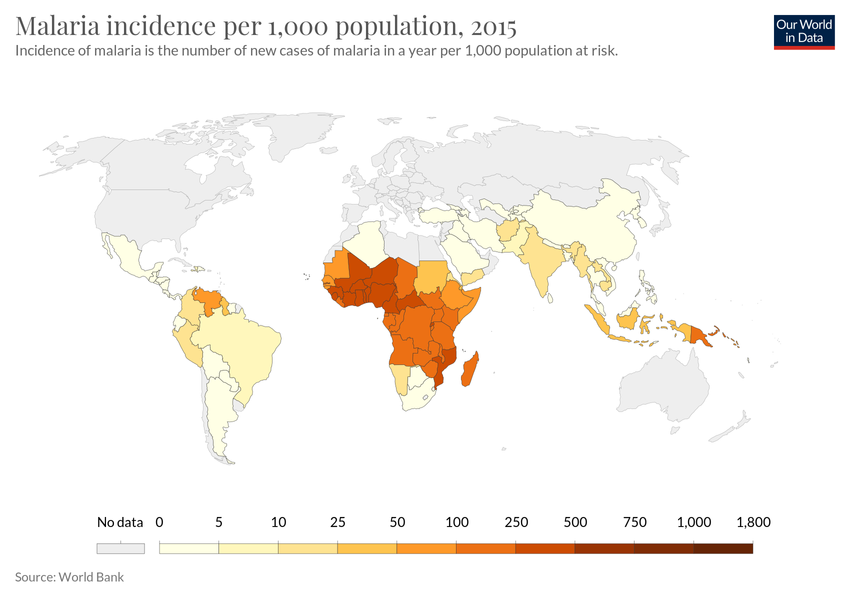 Malaria incidence per 1,000 population, 2015
Our World
in Data
Incidence of malaria is the number of new cases of malaria in a year per 1,000 population at risk.
No data 0 5 10 25 50 100 250 500 750 1,000 1,800
Source: World Bank